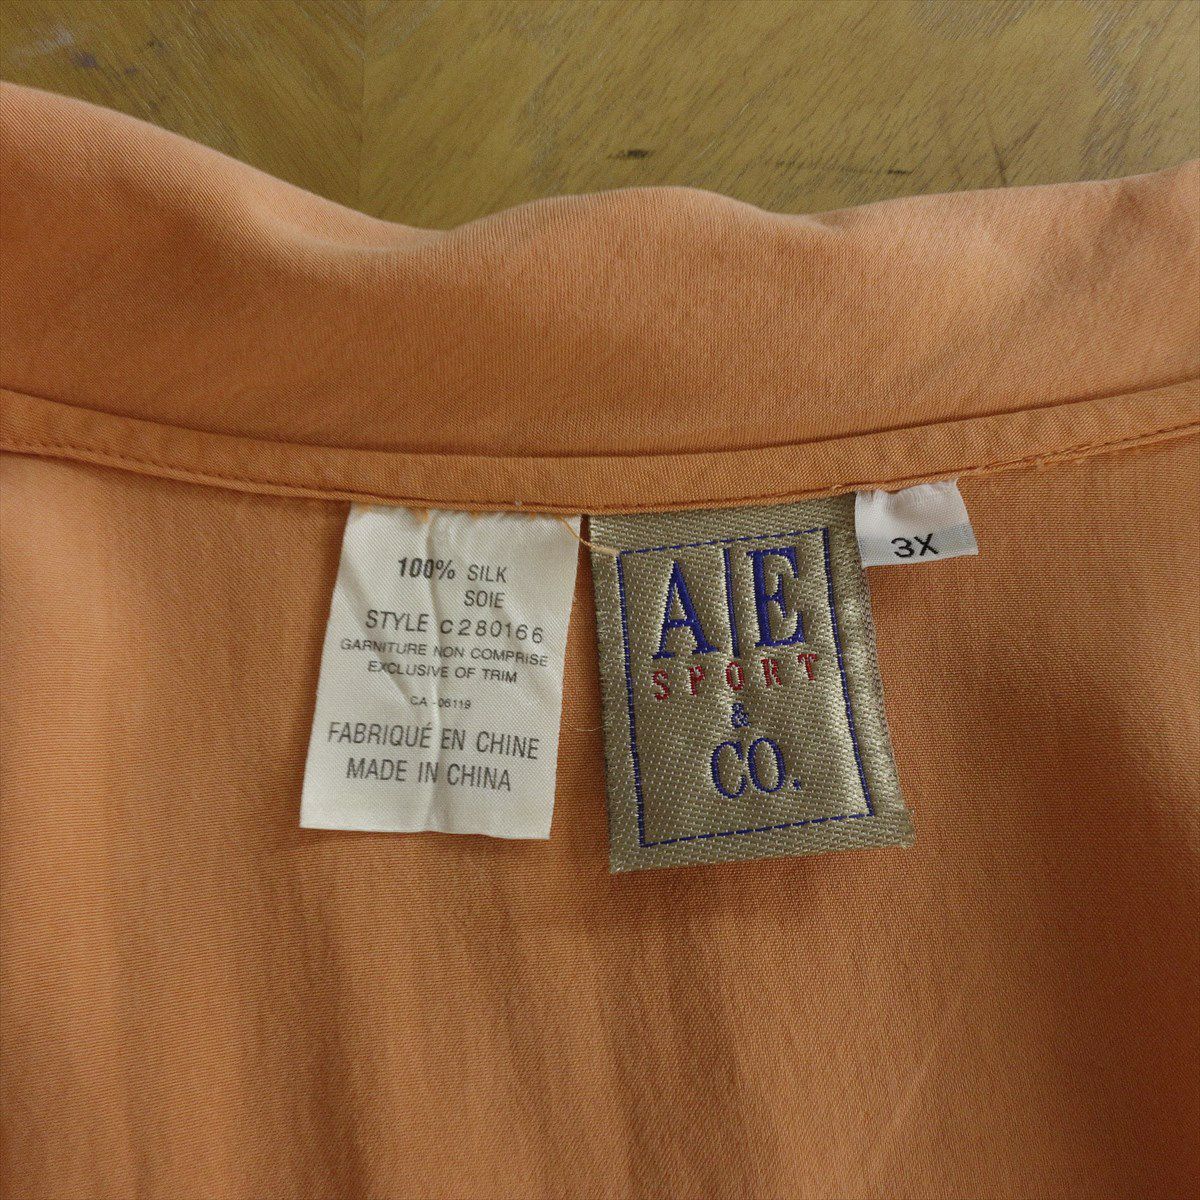 100% SILK
SOIE
STYLE C280166
GARNITURE NON COMPRISE
EXCLUSIVE OF TRIM
CA-06119
FABRIQUÉ EN CHINE
MADE IN CHINA
A|E
SPORT
&
CO.
3X